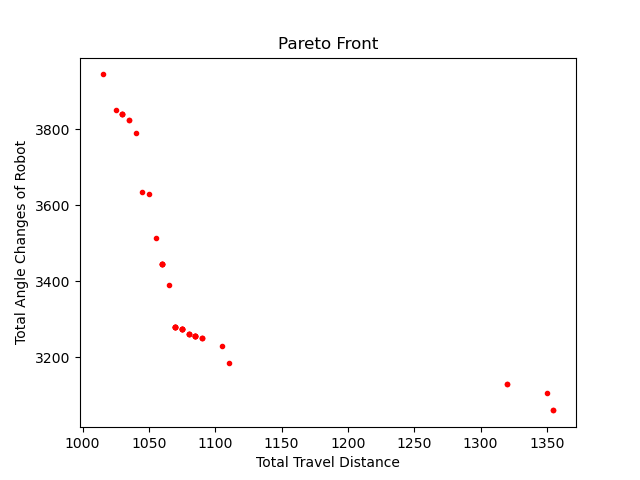 Pareto Front
Total Angle Changes of Robot
3800
3600
3400
3200
1000 1050 1100 1150 1200 1250 1300 1350
Total Travel Distance